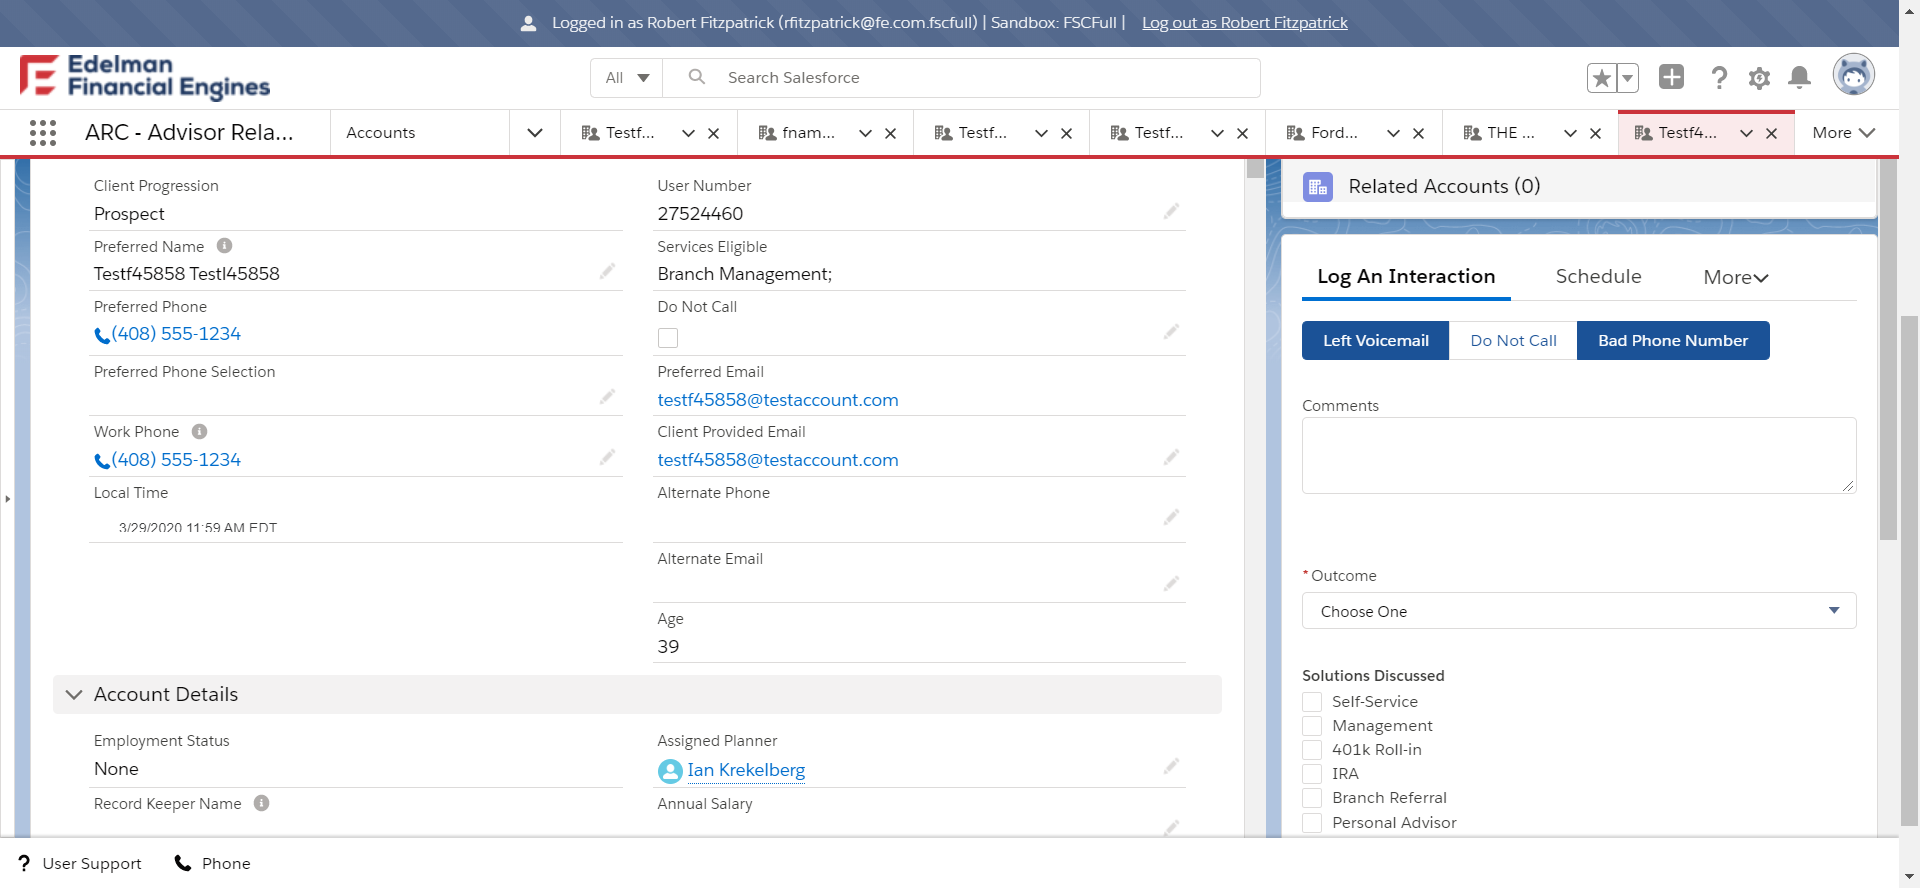 Logged in as Robert Fitzpatrick (rfitzpatrick@fe.com.fscfull) | Sandbox: FSCFull | Log out as Robert Fitzpatrick
Edelman
Financial Engines
All
Search Salesforce
ARC - Advisor Rela...
Accounts
Testf...
fnam...
Testf...
Testf...
Ford...
THE ...
Testf4...
More
Client Progression
Prospect
User Number
27524460
Preferred Name
Testf45858 Testl45858
Services Eligible
Branch Management;
Preferred Phone
(408) 555-1234
Do Not Call
Preferred Phone Selection
Preferred Email
testf45858@testaccount.com
Work Phone
(408) 555-1234
Client Provided Email
testf45858@testaccount.com
Local Time
3/29/2020 11:59 AM EDT
Alternate Phone
Alternate Email
Age
39
Account Details
Employment Status
None
Assigned Planner
Ian Krekelberg
Record Keeper Name
Annual Salary
Related Accounts (0)
Log An Interaction
Schedule
More
Left Voicemail
Do Not Call
Bad Phone Number
Comments
*Outcome
Choose One
Solutions Discussed
Self-Service
Management
401k Roll-in
IRA
Branch Referral
Personal Advisor
? User Support
Phone